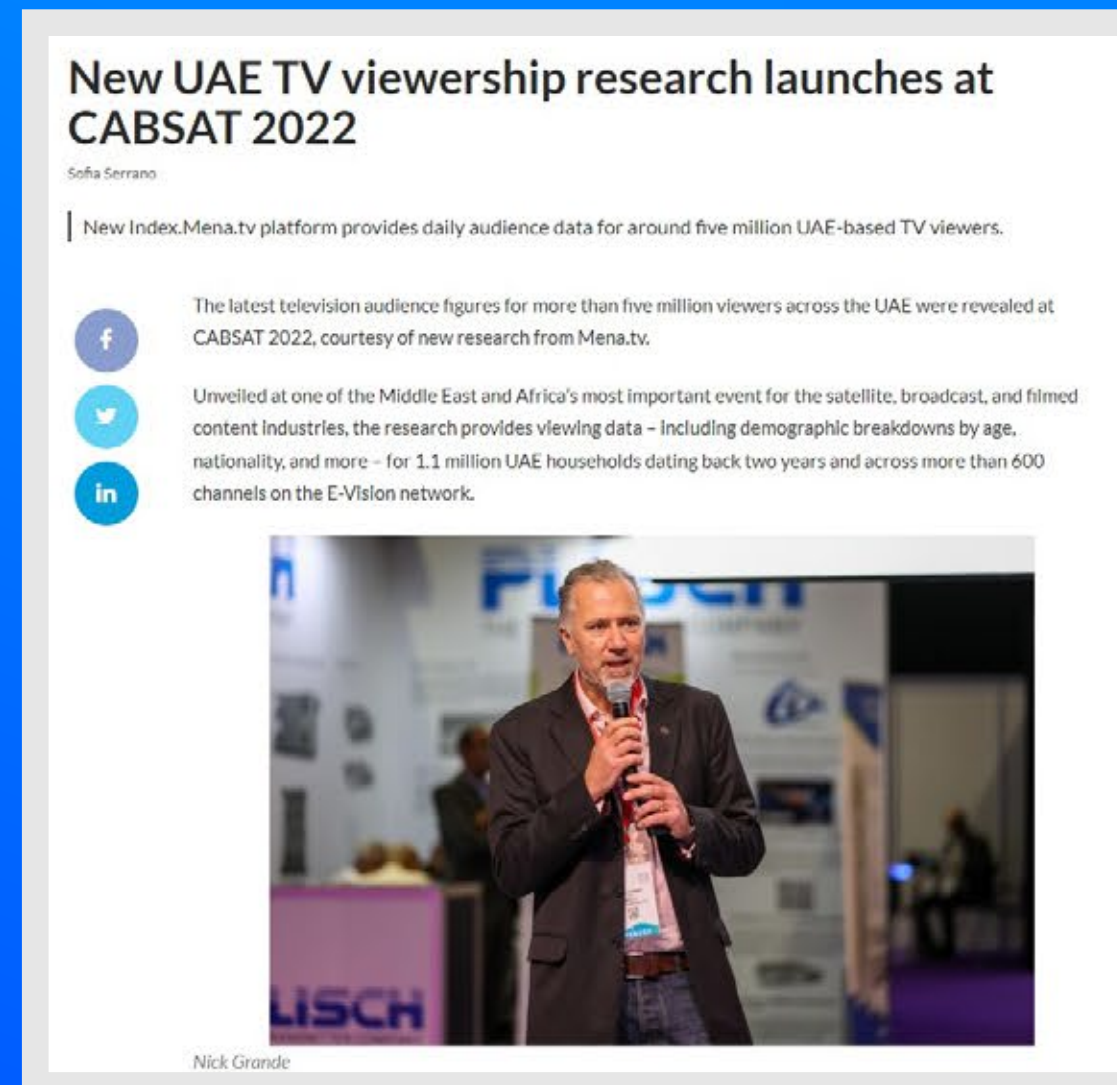 New UAE TV viewership research launches at
CABSAT 2022
Sofia Serrano
New Index.Mena.tv platform provides daily audience data for around five million UAE-based TV viewers.
The latest television audience figures for more than five million viewers across the UAE were revealed at
CABSAT 2022, courtesy of new research from Mena.tv.
Unveiled at one of the Middle East and Africa's most important event for the satellite, broadcast, and filmed
content industries, the research provides viewing data – including demographic breakdowns by age,
nationality, and more – for 1.1 million UAE households dating back two years and across more than 600
channels on the E-Vision network.
f
in
THE
COMPANY
LISCH
Nick Grande